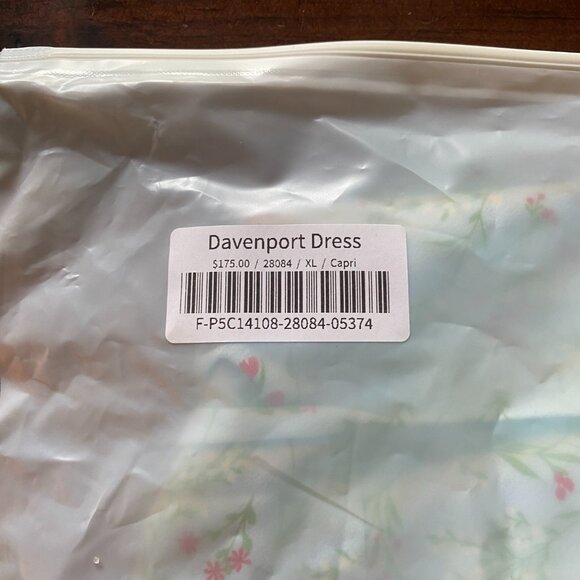 Davenport Dress
$175.00 / 28084 / XL / Capri
F-P5C14108-28084-05374